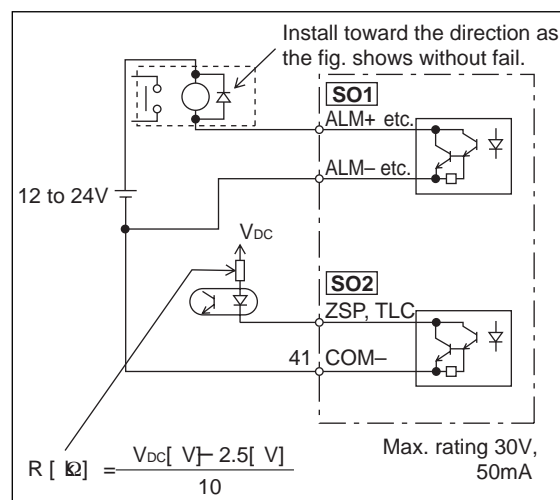 Install toward the direction as
the fig. shows without fail.
SO1
ALM+ etc.
ALM– etc.
12 to 24V
VDC
SO2
ZSP, TLC
41 COM–
R [kΩ] = VDC[V]–2.5[V]
10
Max. rating 30V,
50mA